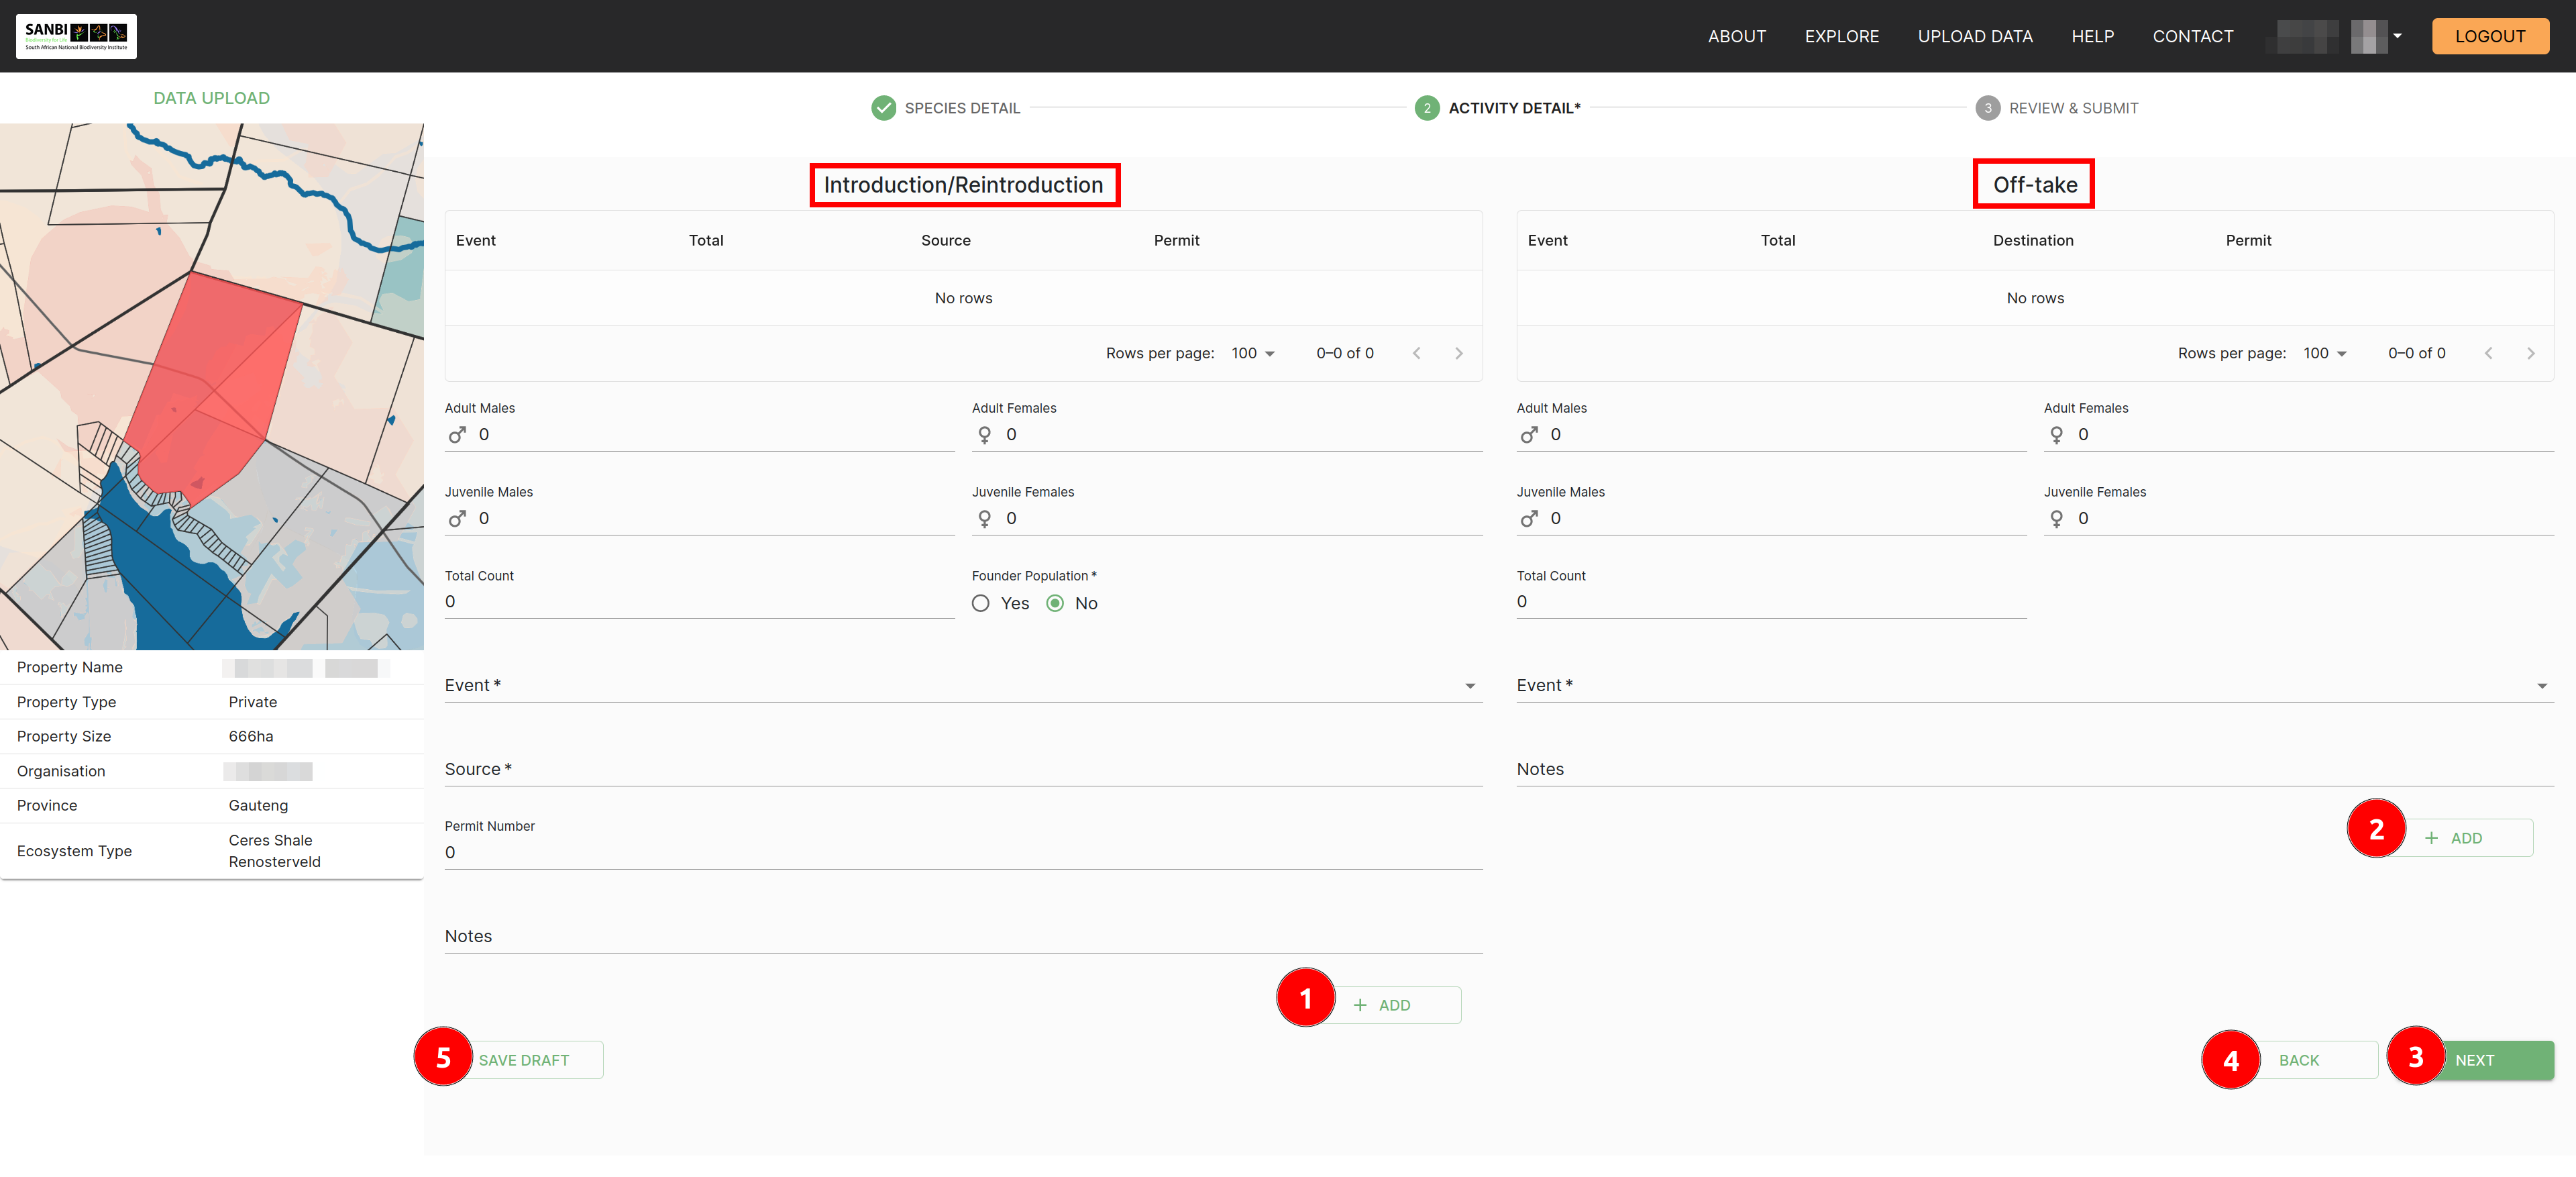 SANBI
Biodiversity for Life
South African National Biodiversity Institute
ABOUT
EXPLORE
UPLOAD DATA
HELP
CONTACT
LOGOUT
DATA UPLOAD
SPECIES DETAIL
2 ACTIVITY DETAIL*
3 REVIEW & SUBMIT
Property Name
Property Type Private
Property Size 666ha
Organisation
Province Gauteng
Ecosystem Type Ceres Shale
Renosterveld
Introduction/Reintroduction
Event Total Source Permit
No rows
Rows per page: 100 0–0 of 0
Adult Males
0
Adult Females
0
Juvenile Males
0
Juvenile Females
0
Total Count
0
Founder Population *
Yes No
Event *
Source *
Permit Number
0
Notes
1 + ADD
5 SAVE DRAFT
Off-take
Event Total Destination Permit
No rows
Rows per page: 100 0–0 of 0
Adult Males
0
Adult Females
0
Juvenile Males
0
Juvenile Females
0
Total Count
0
Event *
Notes
2 + ADD
4 BACK
3 NEXT